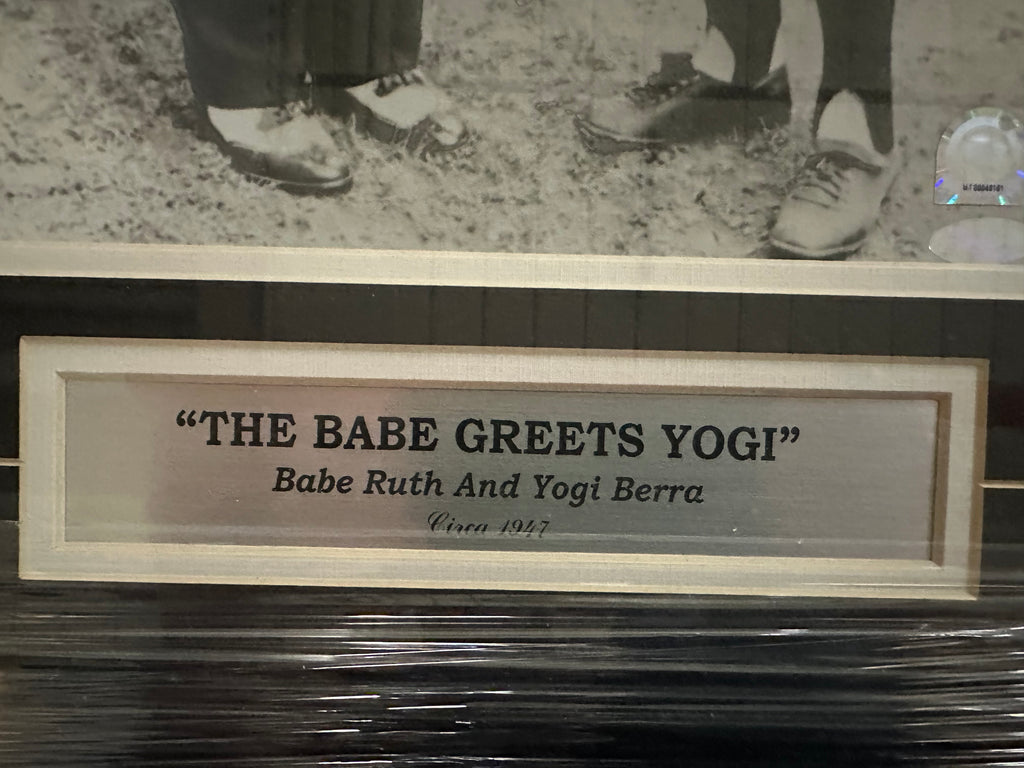 “THE BABE GREETS YOGI”
Babe Ruth And Yogi Berra
Circa 1947